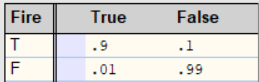 Fire True False
T .9 .1
F .01 .99